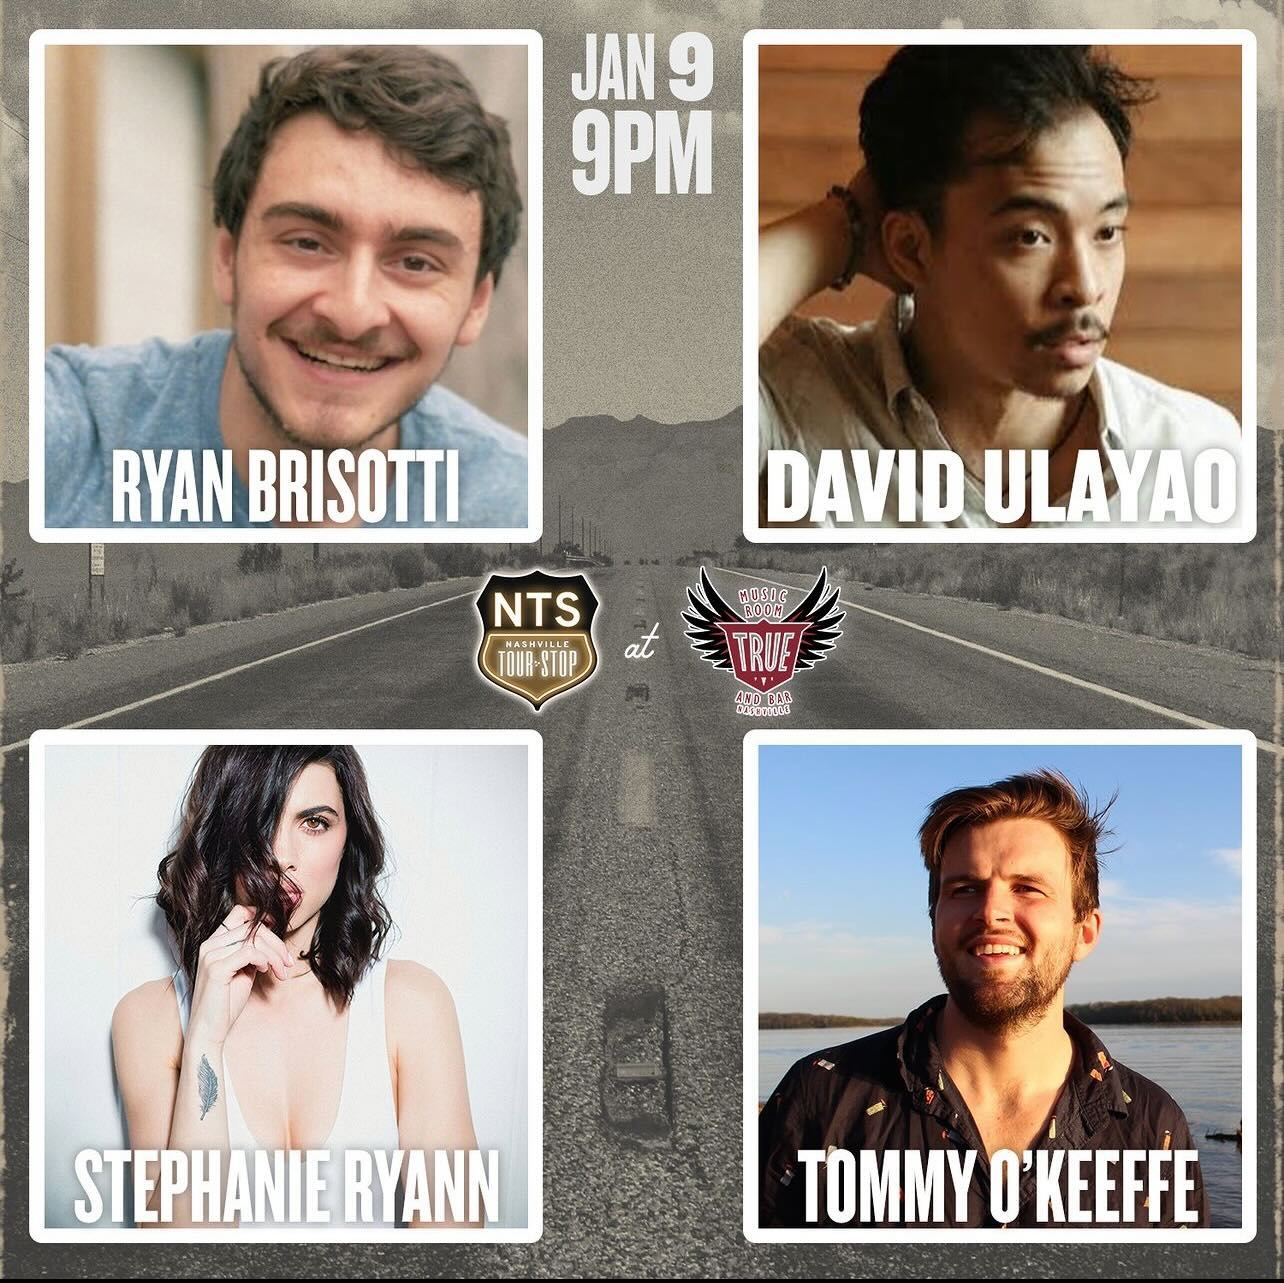 JAN 9
9PM
RYAN BRISOTTI
DAVID ULAYAO
NTS
NASHVILLE
TOUR STOP
at
MUSIC
ROOM
TRUE
AND BAR
NASHVILLE
STEPHANIE RYANN
TOMMY O'KEEFFE